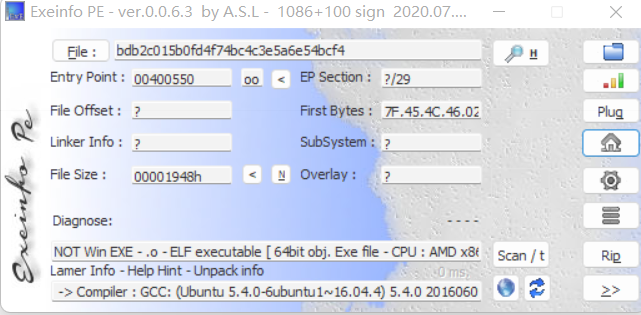 Exeinfo PE - ver.0.0.6.3 by A.S.L - 1086+100 sign 2020.07....
File : bdb2c015b0fd4f74bc4c3e5a6e54bcf4 H
Entry Point : 00400550 oo < EP Section : ?/29
File Offset : ? First Bytes : 7F.45.4C.46.02 Plug
Linker Info : ? SubSystem : ?
File Size : 00001948h < N Overlay : ?
Diagnose: ----
NOT Win EXE - .o - ELF executable [ 64bit obj. Exe file - CPU : AMD x86 Scan / t Rip
Lamer Info - Help Hint - Unpack info 0 ms.
-> Compiler : GCC: (Ubuntu 5.4.0-6ubuntu1~16.04.4) 5.4.0 2016060 >>
Exeinfo Pe